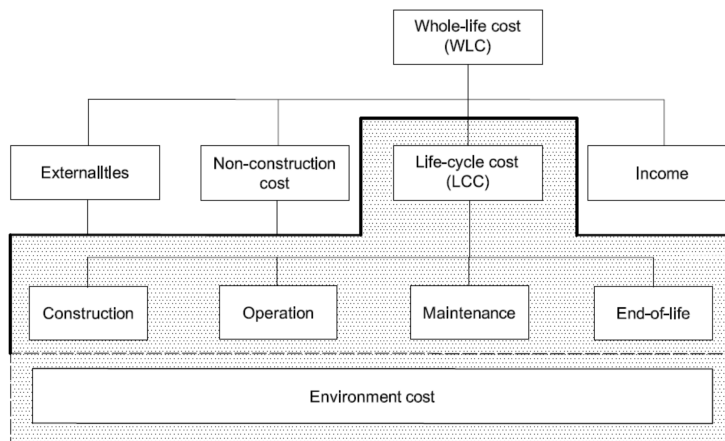 Whole-life cost
(WLC)
Externalltles
Non-construction
cost
Life-cycle cost
(LCC)
Income
Construction
Operation
Maintenance
End-of-life
Environment cost